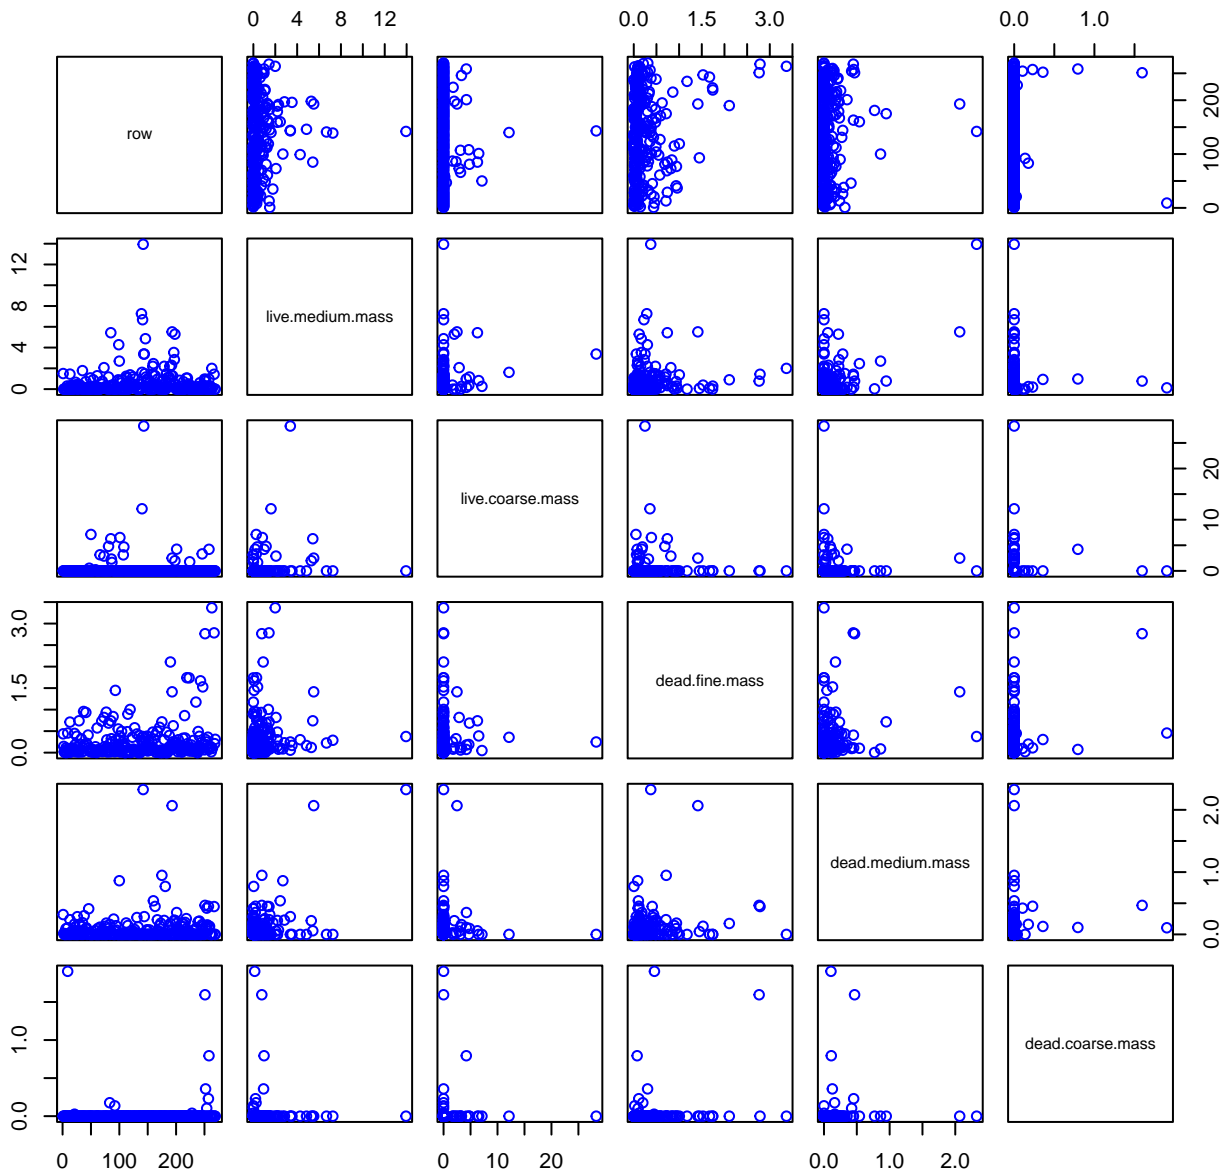 0 4 8 12 0.0 1.5 3.0 0.0 1.0
row
0 100 200
0 4 8 12
live.medium.mass
live.coarse.mass
0 10 20
0.0 1.5 3.0
dead.fine.mass
dead.medium.mass
0.0 1.0 2.0
0.0 1.0
dead.coarse.mass
0 100 200 0 10 20 0.0 1.0 2.0